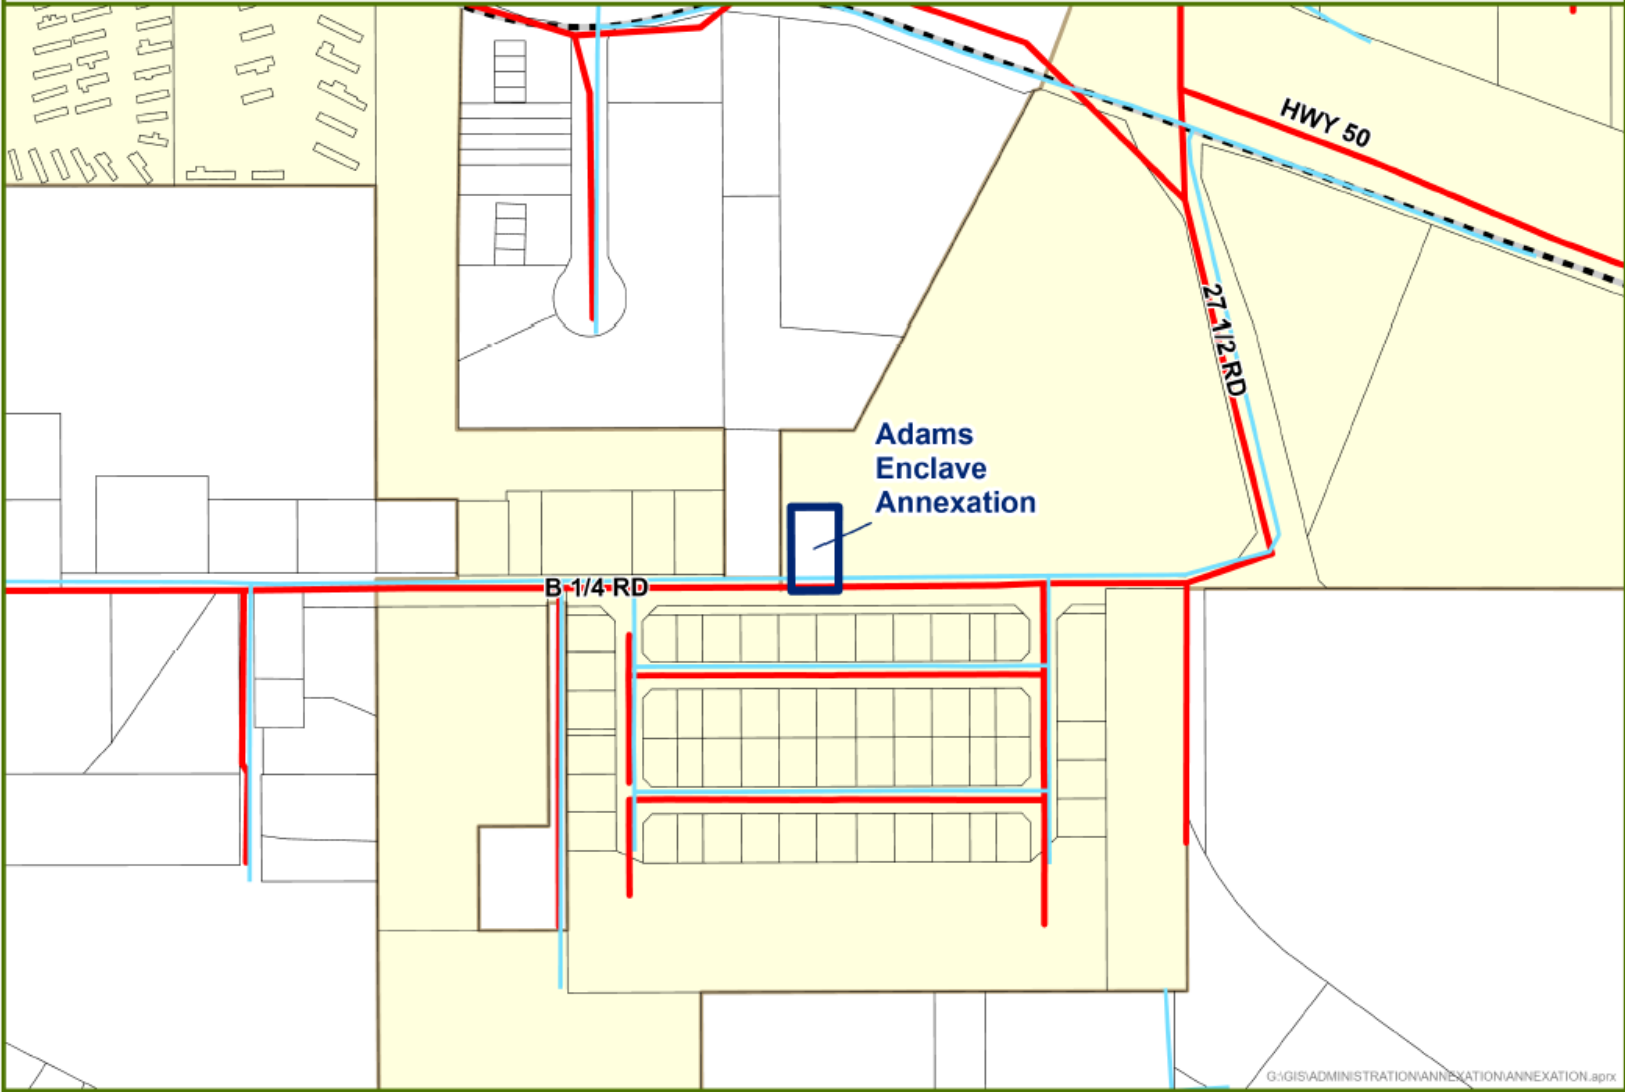 HWY 50
27 1/2 RD
Adams
Enclave
Annexation
B 1/4 RD
G:\GIS\ADMINISTRATION\ANNEXATION\ANNEXATION.aprx